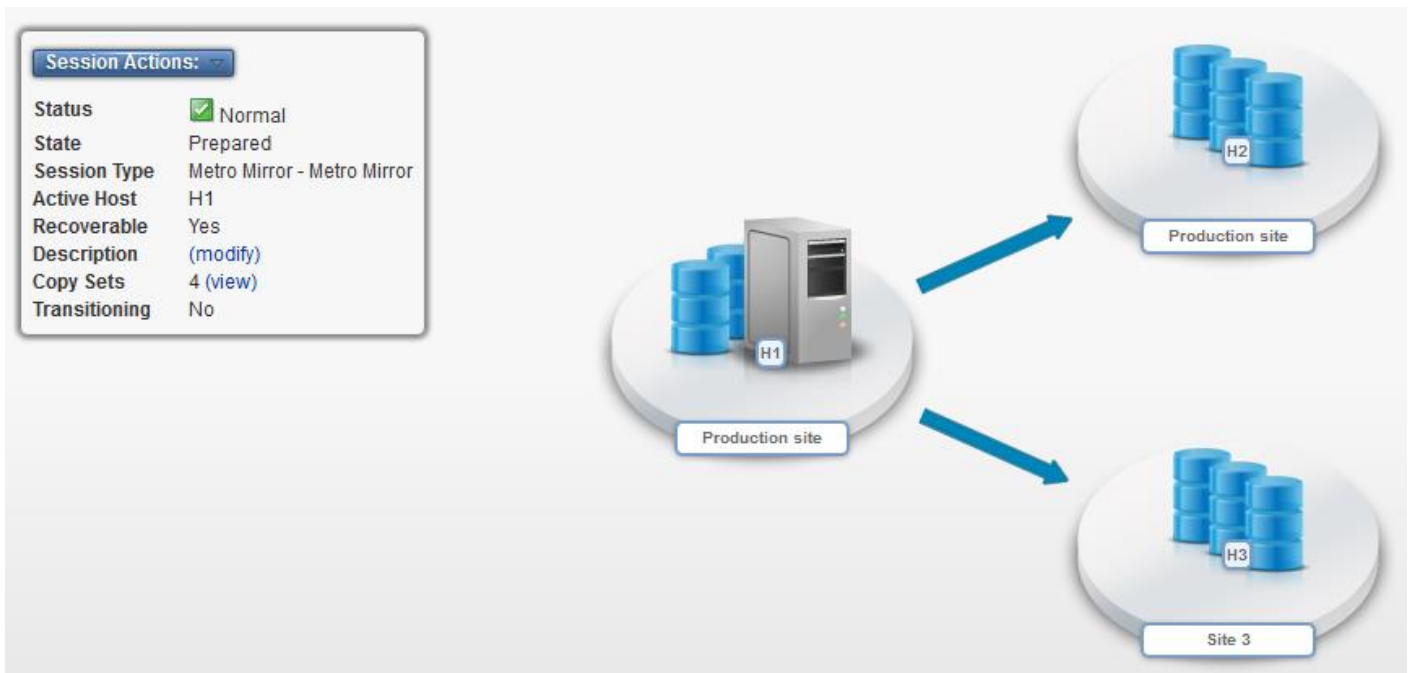 Session Actions:
Status Normal
State Prepared
Session Type Metro Mirror - Metro Mirror
Active Host H1
Recoverable Yes
Description (modify)
Copy Sets 4 (view)
Transitioning No
H2
Production site
H1
Production site
H3
Site 3